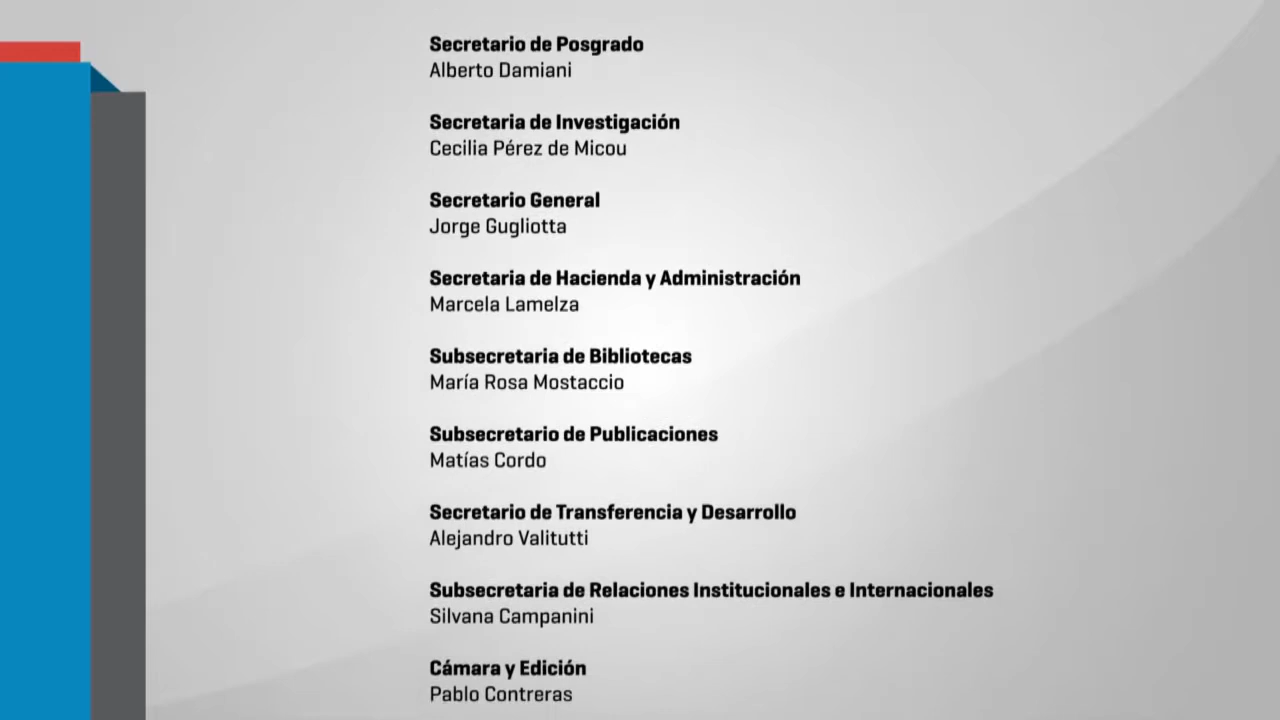 Secretario de Posgrado
Alberto Damiani
Secretaria de Investigación
Cecilia Pérez de Micou
Secretario General
Jorge Gugliotta
Secretaria de Hacienda y Administración
Marcela Lamelza
Subsecretaria de Bibliotecas
María Rosa Mostaccio
Subsecretario de Publicaciones
Matías Cordo
Secretario de Transferencia y Desarrollo
Alejandro Valitutti
Subsecretaria de Relaciones Institucionales e Internacionales
Silvana Campanini
Cámara y Edición
Pablo Contreras